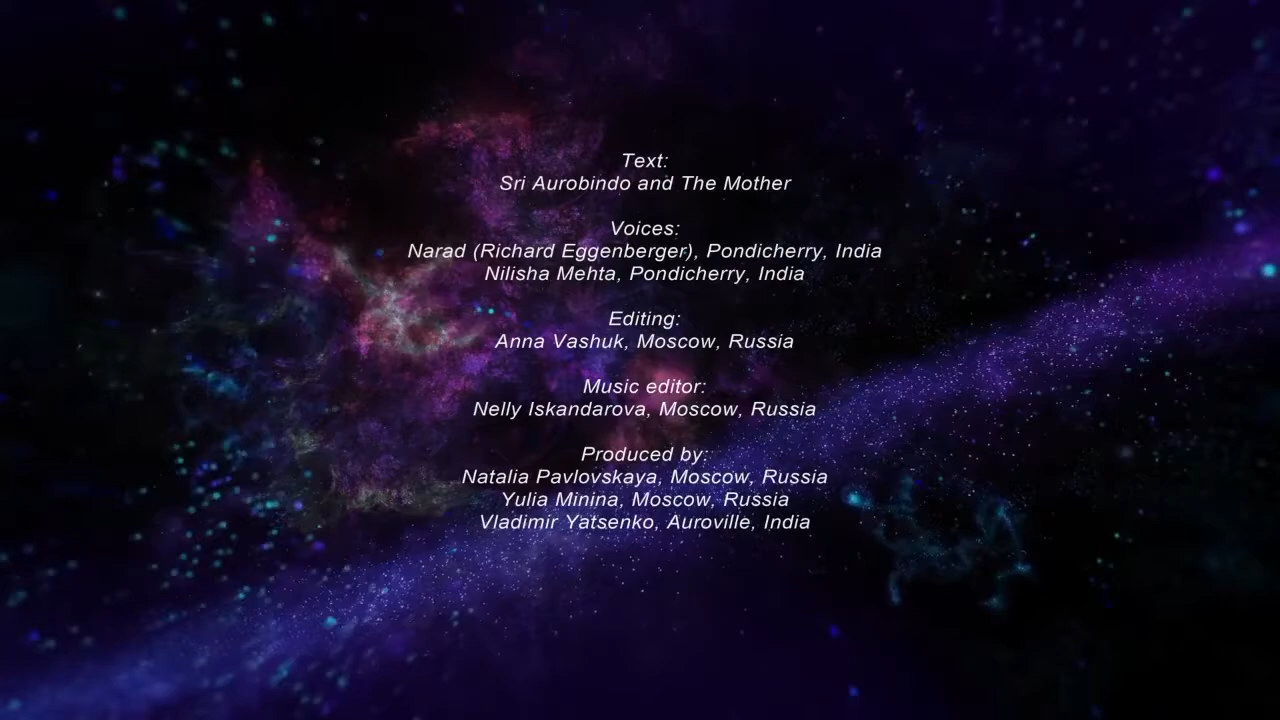 Text:
Sri Aurobindo and The Mother
Voices:
Narad (Richard Eggenberger), Pondicherry, India
Nilisha Mehta, Pondicherry, India
Editing:
Anna Vashuk, Moscow, Russia
Music editor:
Nelly Iskandarova, Moscow, Russia
Produced by:
Natalia Pavlovskaya, Moscow, Russia
Yulia Minina, Moscow, Russia
Vladimir Yatsenko, Auroville, India